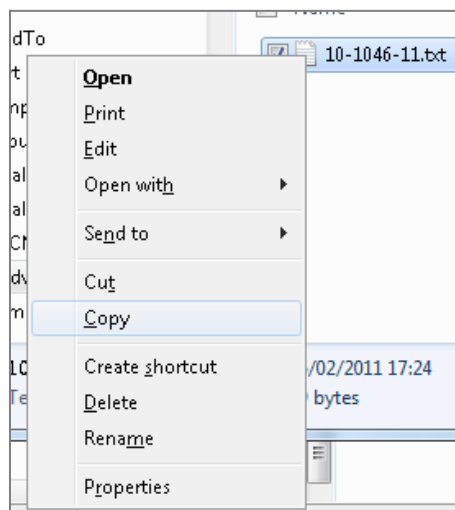 Name
dTo
10-1046-11.txt
Open
Print
Edit
Open with
Send to
Cut
Copy
Create shortcut
/02/2011 17:24
Delete
bytes
Rename
Properties